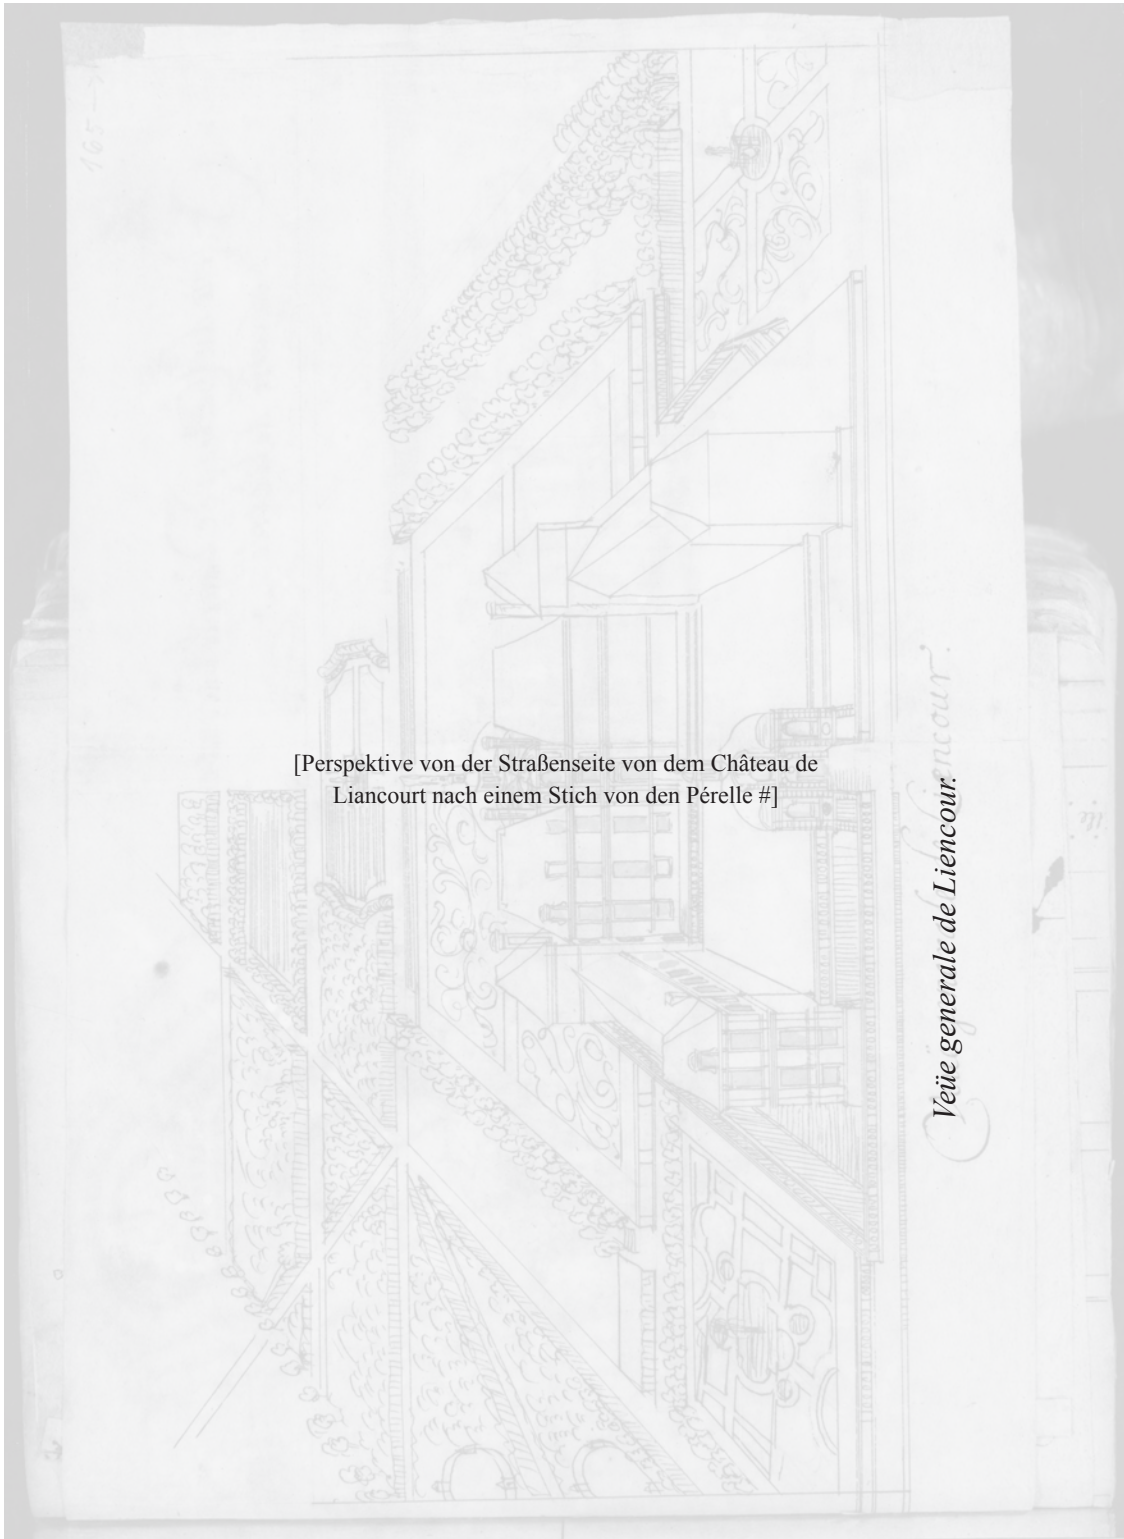 165
[Perspektive von der Straßenseite von dem Château de
Liancourt nach einem Stich von den Pérelle #]
Veüe generale de Liencour.